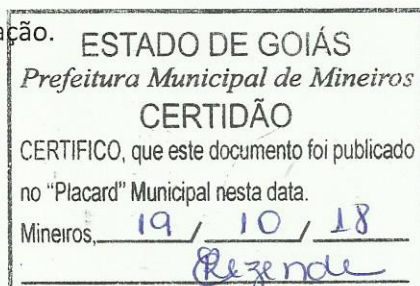 ação.
ESTADO DE GOIÁS
Prefeitura Municipal de Mineiros
CERTIDÃO
CERTIFICO, que este documento foi publicado
no “Placard” Municipal nesta data.
Mineiros, 19 / 10 / 18
Rezende